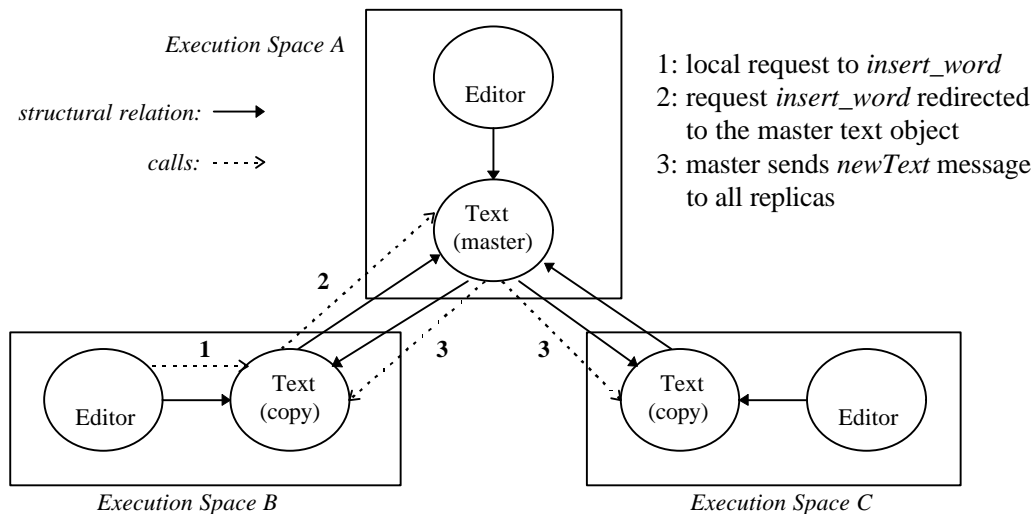 Execution Space A
Editor
structural relation:
calls:
1: local request to insert_word
2: request insert_word redirected
to the master text object
3: master sends newText message
to all replicas
Text
(master)
2
1
3
3
Editor
Text
(copy)
Text
(copy)
Editor
Execution Space B
Execution Space C